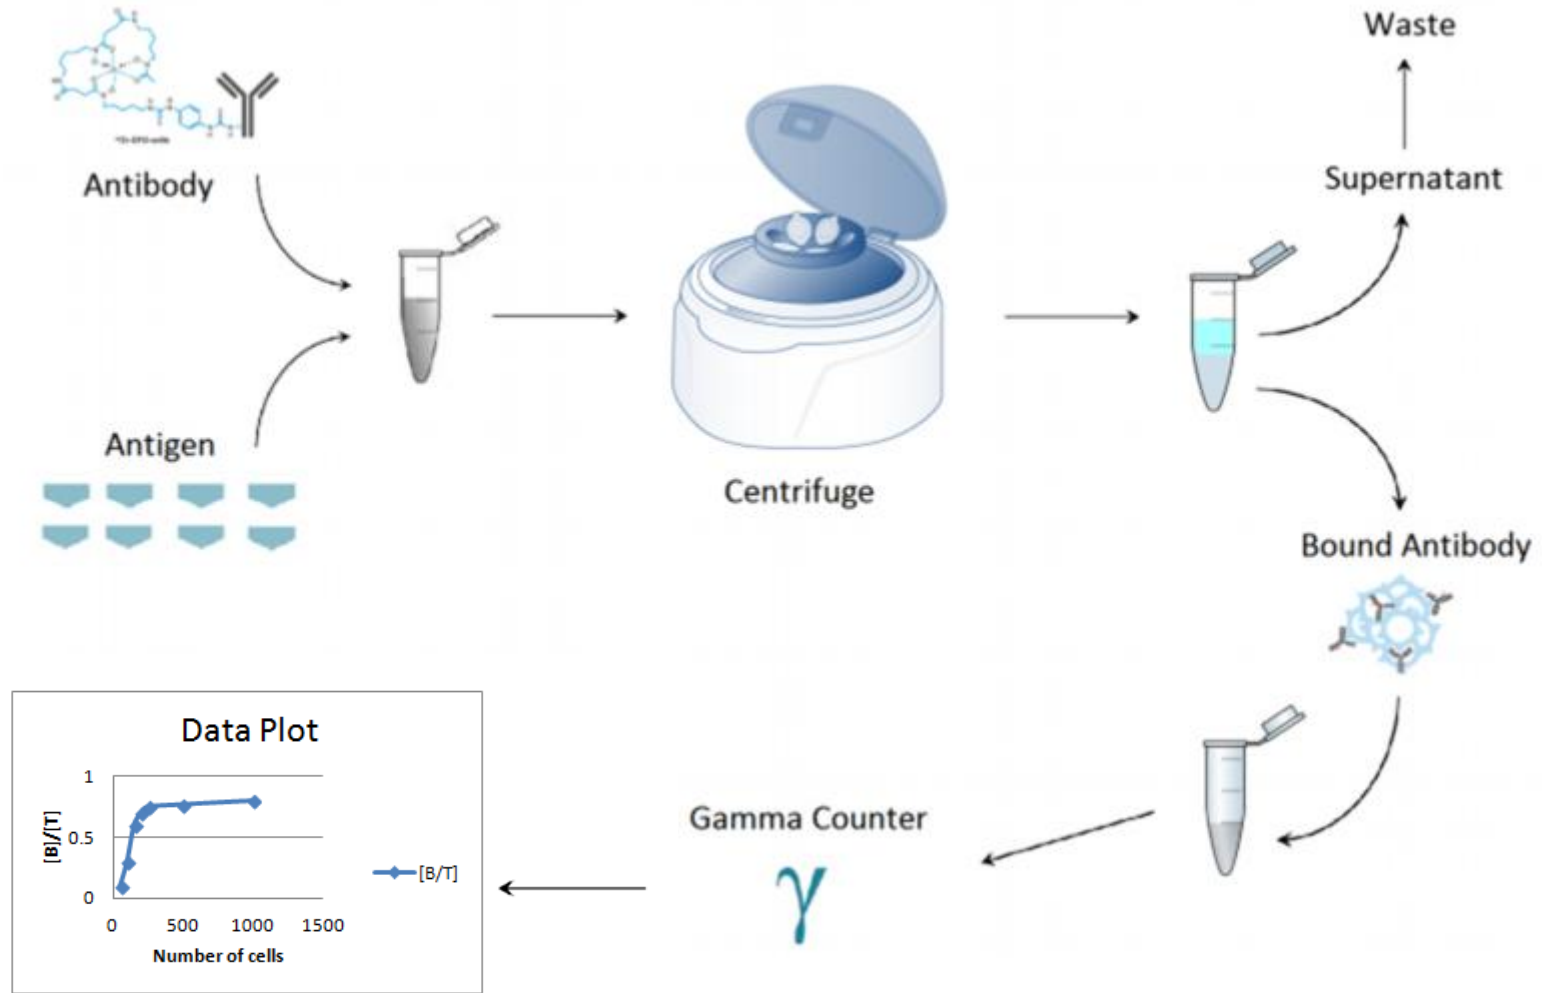 Waste
Supernatant
Antibody
Antigen
Centrifuge
Bound Antibody
Gamma Counter
γ
Data Plot
[B]/[T]
1
0.5
0
0
500
1000
1500
Number of cells
[B/T]